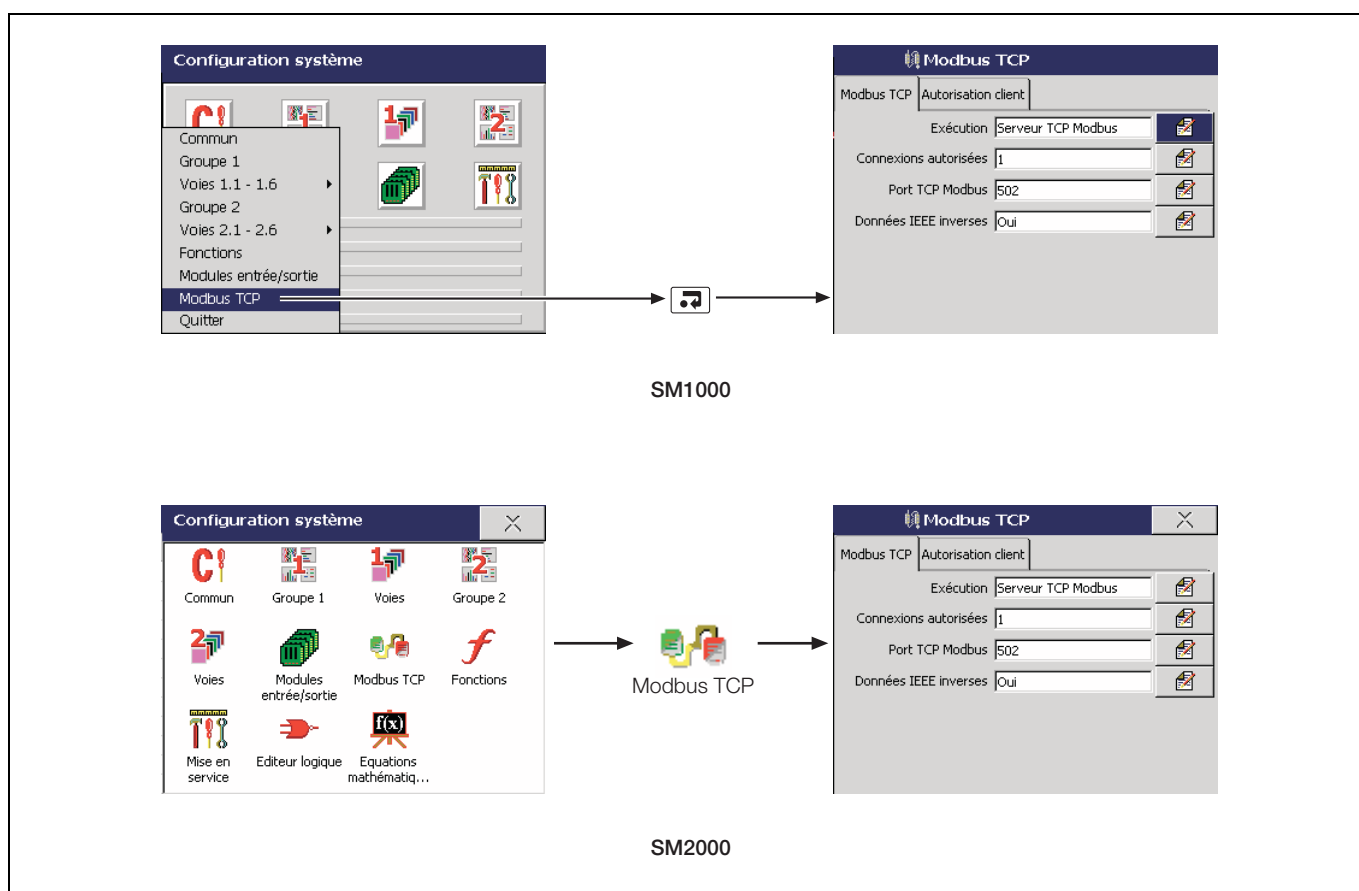 Configuration système
Commun
Groupe 1
Voies 1.1 - 1.6
Groupe 2
Voies 2.1 - 2.6
Fonctions
Modules entrée/sortie
Modbus TCP
Quitter
Modbus TCP
Modbus TCP Autorisation client
Exécution Serveur TCP Modbus
Connexions autorisées 1
Port TCP Modbus 502
Données IEEE inverses Oui
SM1000
Configuration système
Commun Groupe 1 Voies Groupe 2
Voies Modules entrée/sortie Modbus TCP Fonctions
Mise en service Editeur logique Equations mathématiq...
Modbus TCP
Modbus TCP
Modbus TCP Autorisation client
Exécution Serveur TCP Modbus
Connexions autorisées 1
Port TCP Modbus 502
Données IEEE inverses Oui
SM2000